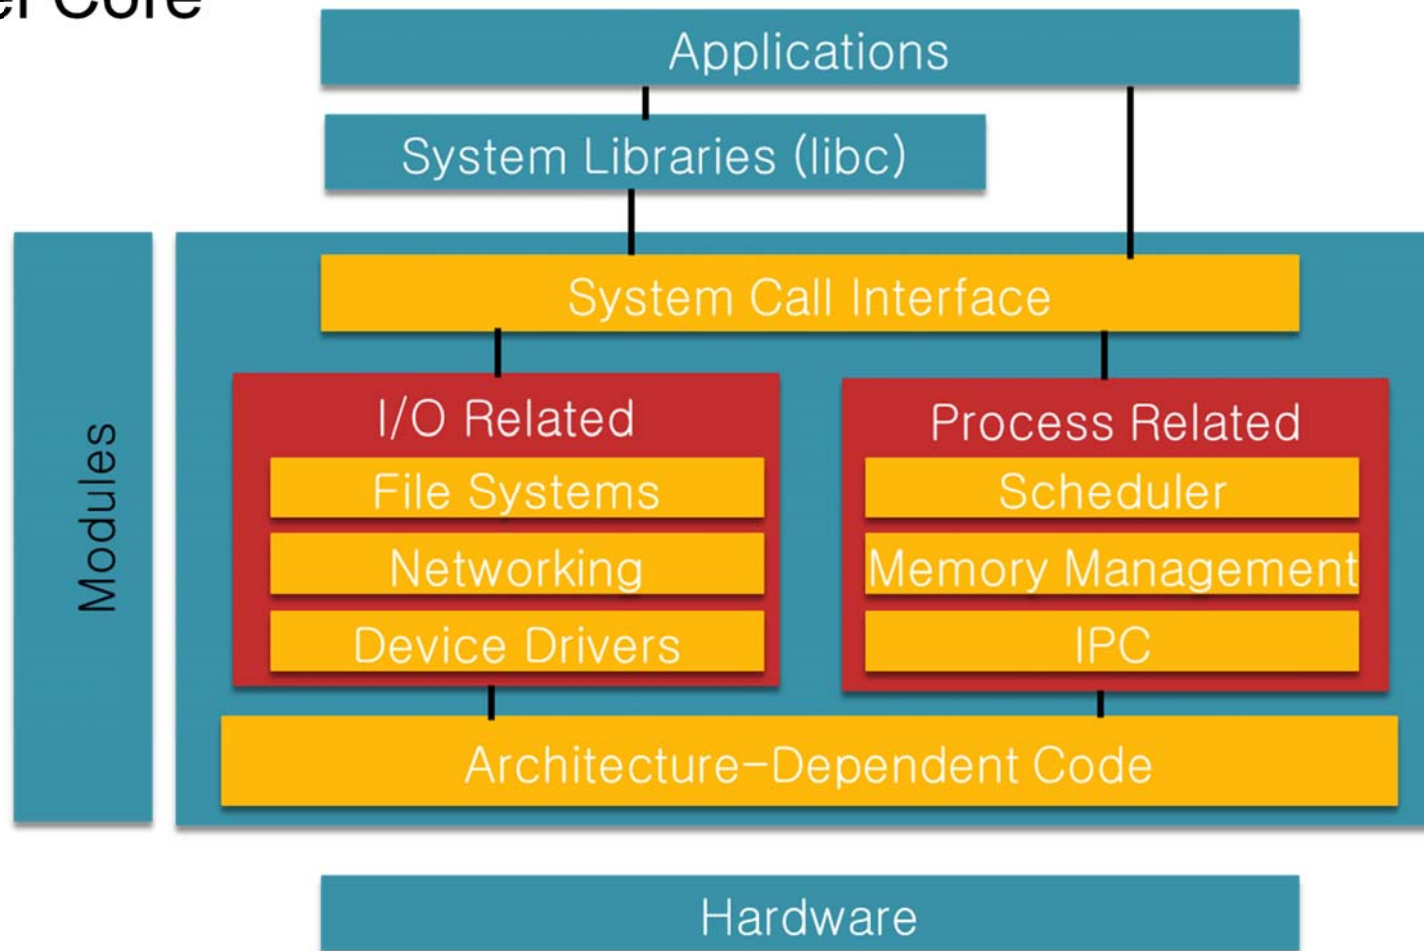 Core
Applications
System Libraries (libc)
System Call Interface
I/O Related
File Systems
Networking
Device Drivers
Process Related
Scheduler
Memory Management
IPC
Modules
Architecture-Dependent Code
Hardware